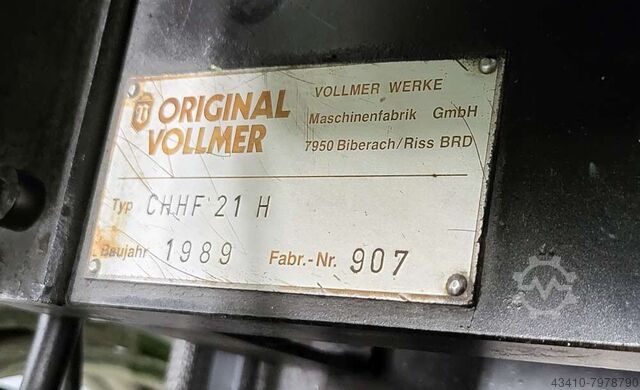 ORIGINAL
VOLLMER
VOLLMER WERKE
Maschinenfabrik GmbH
7950 Biberach/Riss BRD
Typ CHHF 21 H
Baujahr 1989 Fabr.-Nr. 907
43410-7978790